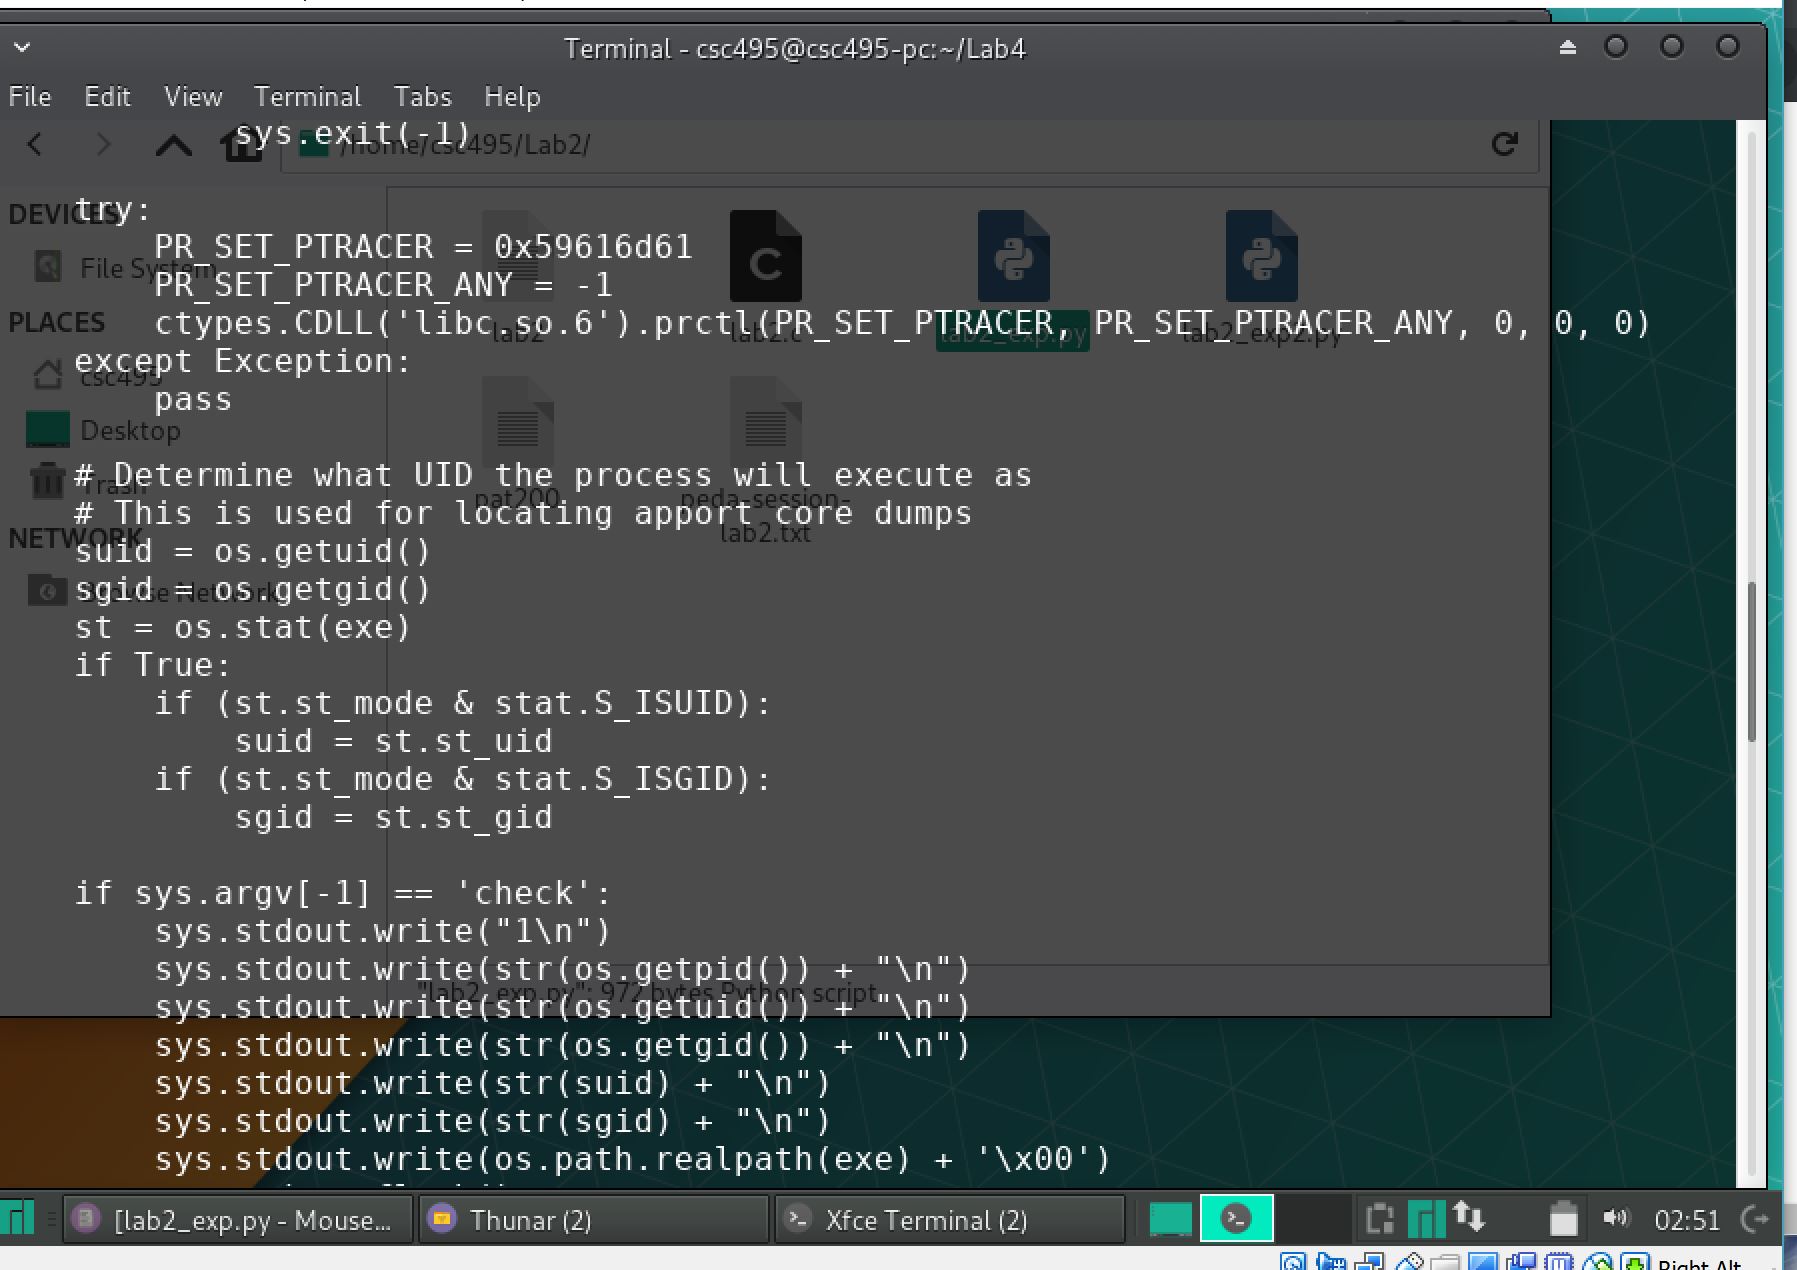 Terminal - csc495@csc495-pc:~/Lab4
File Edit View Terminal Tabs Help
sys.exit(-1)
/home/csc495/Lab2/
try:
PR_SET_PTRACER = 0x59616d61
PR_SET_PTRACER_ANY = -1
ctypes.CDLL('libc.so.6').prctl(PR_SET_PTRACER, PR_SET_PTRACER_ANY, 0, 0, 0)
except Exception:
pass
# Determine what UID the process will execute as
# This is used for locating apport core dumps
suid = os.getuid()
sgid = os.getgid()
st = os.stat(exe)
if True:
if (st.st_mode & stat.S_ISUID):
suid = st.st_uid
if (st.st_mode & stat.S_ISGID):
sgid = st.st_gid
if sys.argv[-1] == 'check':
sys.stdout.write("1\n")
sys.stdout.write(str(os.getpid()) + "\n")
sys.stdout.write(str(os.getuid()) + "\n")
sys.stdout.write(str(os.getgid()) + "\n")
sys.stdout.write(str(suid) + "\n")
sys.stdout.write(str(sgid) + "\n")
sys.stdout.write(os.path.realpath(exe) + '\x00')
DEVICES
File System
PLACES
csc495
Desktop
Trash
NETWORK
Browse Network
lab2
lab2.c
lab2_exp.py
lab2_exp2.py
pat200
peda-session-
lab2.txt
"lab2_exp.py": 972 bytes Python script
[lab2_exp.py - Mouse... Thunar (2) Xfce Terminal (2) 02:51
Right Alt